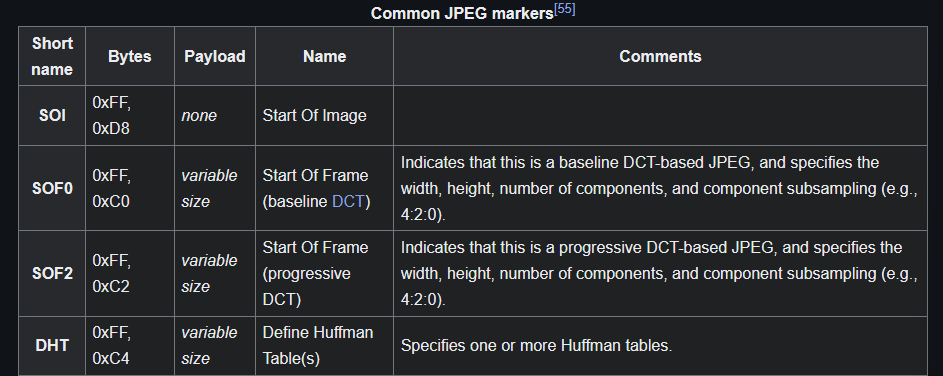 Common JPEG markers[55]
Short name Bytes Payload Name Comments
SOI 0xFF, 0xD8 none Start Of Image
SOF0 0xFF, 0xC0 variable size Start Of Frame (baseline DCT) Indicates that this is a baseline DCT-based JPEG, and specifies the width, height, number of components, and component subsampling (e.g., 4:2:0).
SOF2 0xFF, 0xC2 variable size Start Of Frame (progressive DCT) Indicates that this is a progressive DCT-based JPEG, and specifies the width, height, number of components, and component subsampling (e.g., 4:2:0).
DHT 0xFF, 0xC4 variable size Define Huffman Table(s) Specifies one or more Huffman tables.